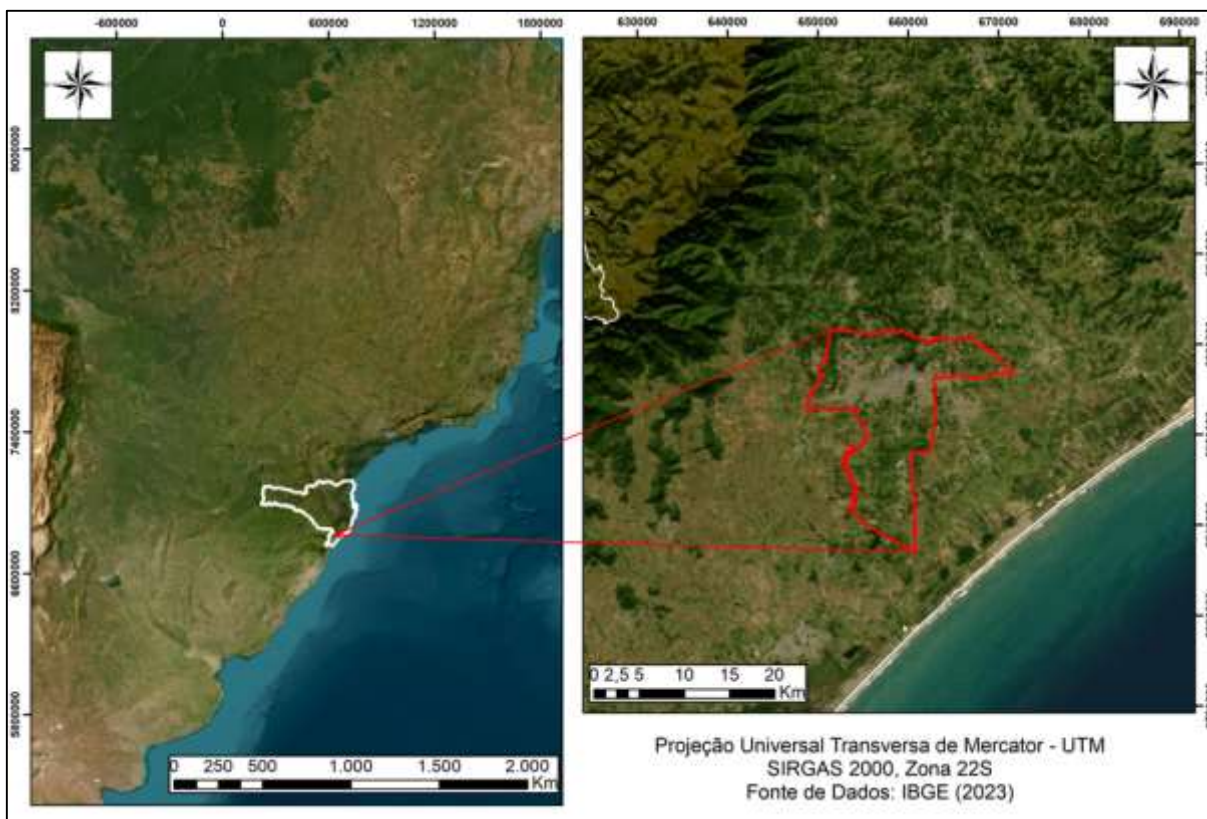 -600000 0 600000 1200000 1800000
9000000
8200000
7400000
6600000
5800000
0 250 500 1.000 1.500 2.000
Km
630000 640000 650000 660000 670000 680000 690000
0 2,5 5 10 15 20
Km
Projeção Universal Transversa de Mercator - UTM
SIRGAS 2000, Zona 22S
Fonte de Dados: IBGE (2023)